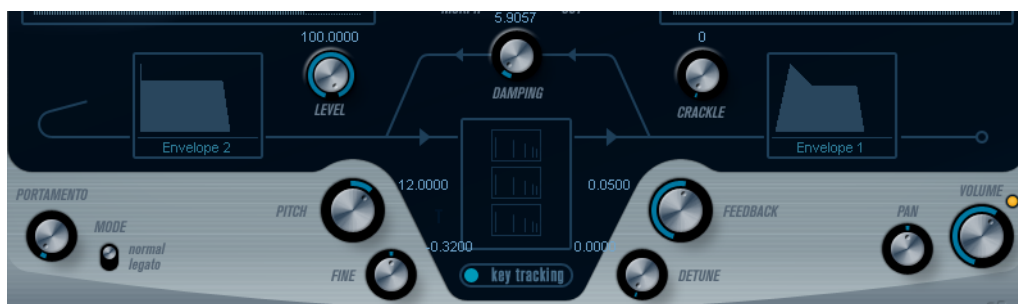 5.9057
100.0000
0
LEVEL
DAMPING
CRACKLE
Envelope 2
Envelope 1
PORTAMENTO
12.0000
0.0500
VOLUME
PITCH
FEEDBACK
PAN
MODE
normal
legato
-0.3200
0.0000
FINE
key tracking
DETUNE